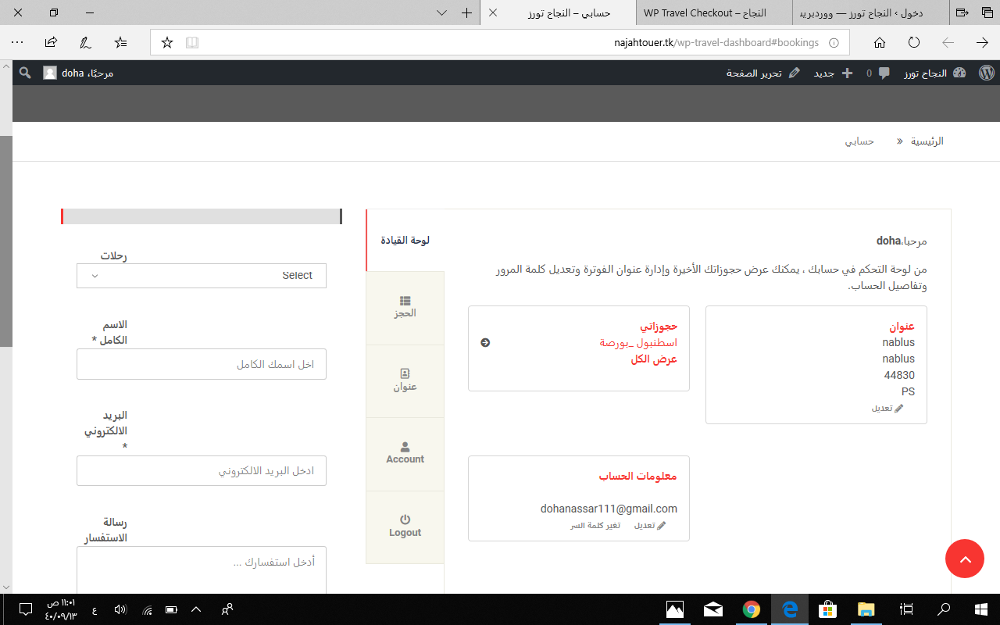 حسابي – النجاح تورز
WP Travel Checkout – النجاح
دخول › النجاح تورز — ووردبريس
najahtouer.tk/wp-travel-dashboard#bookings
النجاح تورز
0
جديد
تحرير الصفحة
مرحبًا، doha
الرئيسية » حسابي
مرحبا،doha
من لوحة التحكم في حسابك ، يمكنك عرض حجوزاتك الأخيرة وإدارة عنوان الفوترة وتعديل كلمة المرور
وتفاصيل الحساب.
عنوان
nablus
nablus
44830
PS
تعديل
حجوزاتي
اسطنبول _بورصة
عرض الكل
معلومات الحساب
dohanassar111@gmail.com
تعديل
تغير كلمة السر
لوحة القيادة
الحجز
عنوان
Account
Logout
رحلات
Select
الاسم
الكامل *
اخل اسمك الكامل
البريد
الالكتروني
*
ادخل البريد الالكتروني
رسالة
الاستفسار
أدخل استفسارك ...
ع
١١:٠١ ص
٤٠/٠٩/١٣